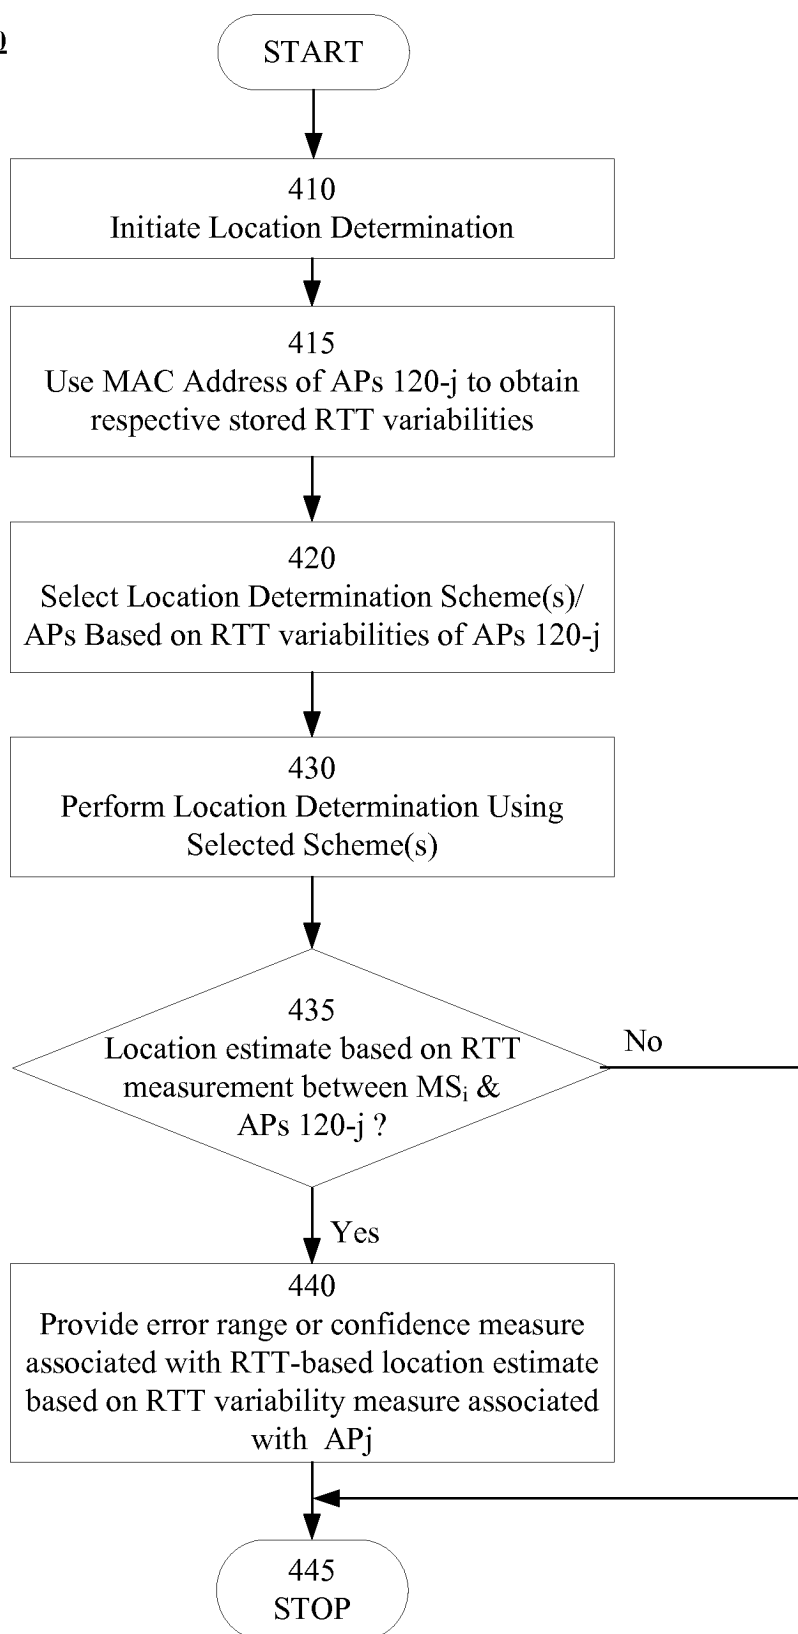 START
410
Initiate Location Determination
415
Use MAC Address of APs 120-j to obtain
respective stored RTT variabilities
420
Select Location Determination Scheme(s)/
APs Based on RTT variabilities of APs 120-j
430
Perform Location Determination Using
Selected Scheme(s)
435
Location estimate based on RTT
measurement between MSi &
APs 120-j ?
No
Yes
440
Provide error range or confidence measure
associated with RTT-based location estimate
based on RTT variability measure associated
with APj
445
STOP